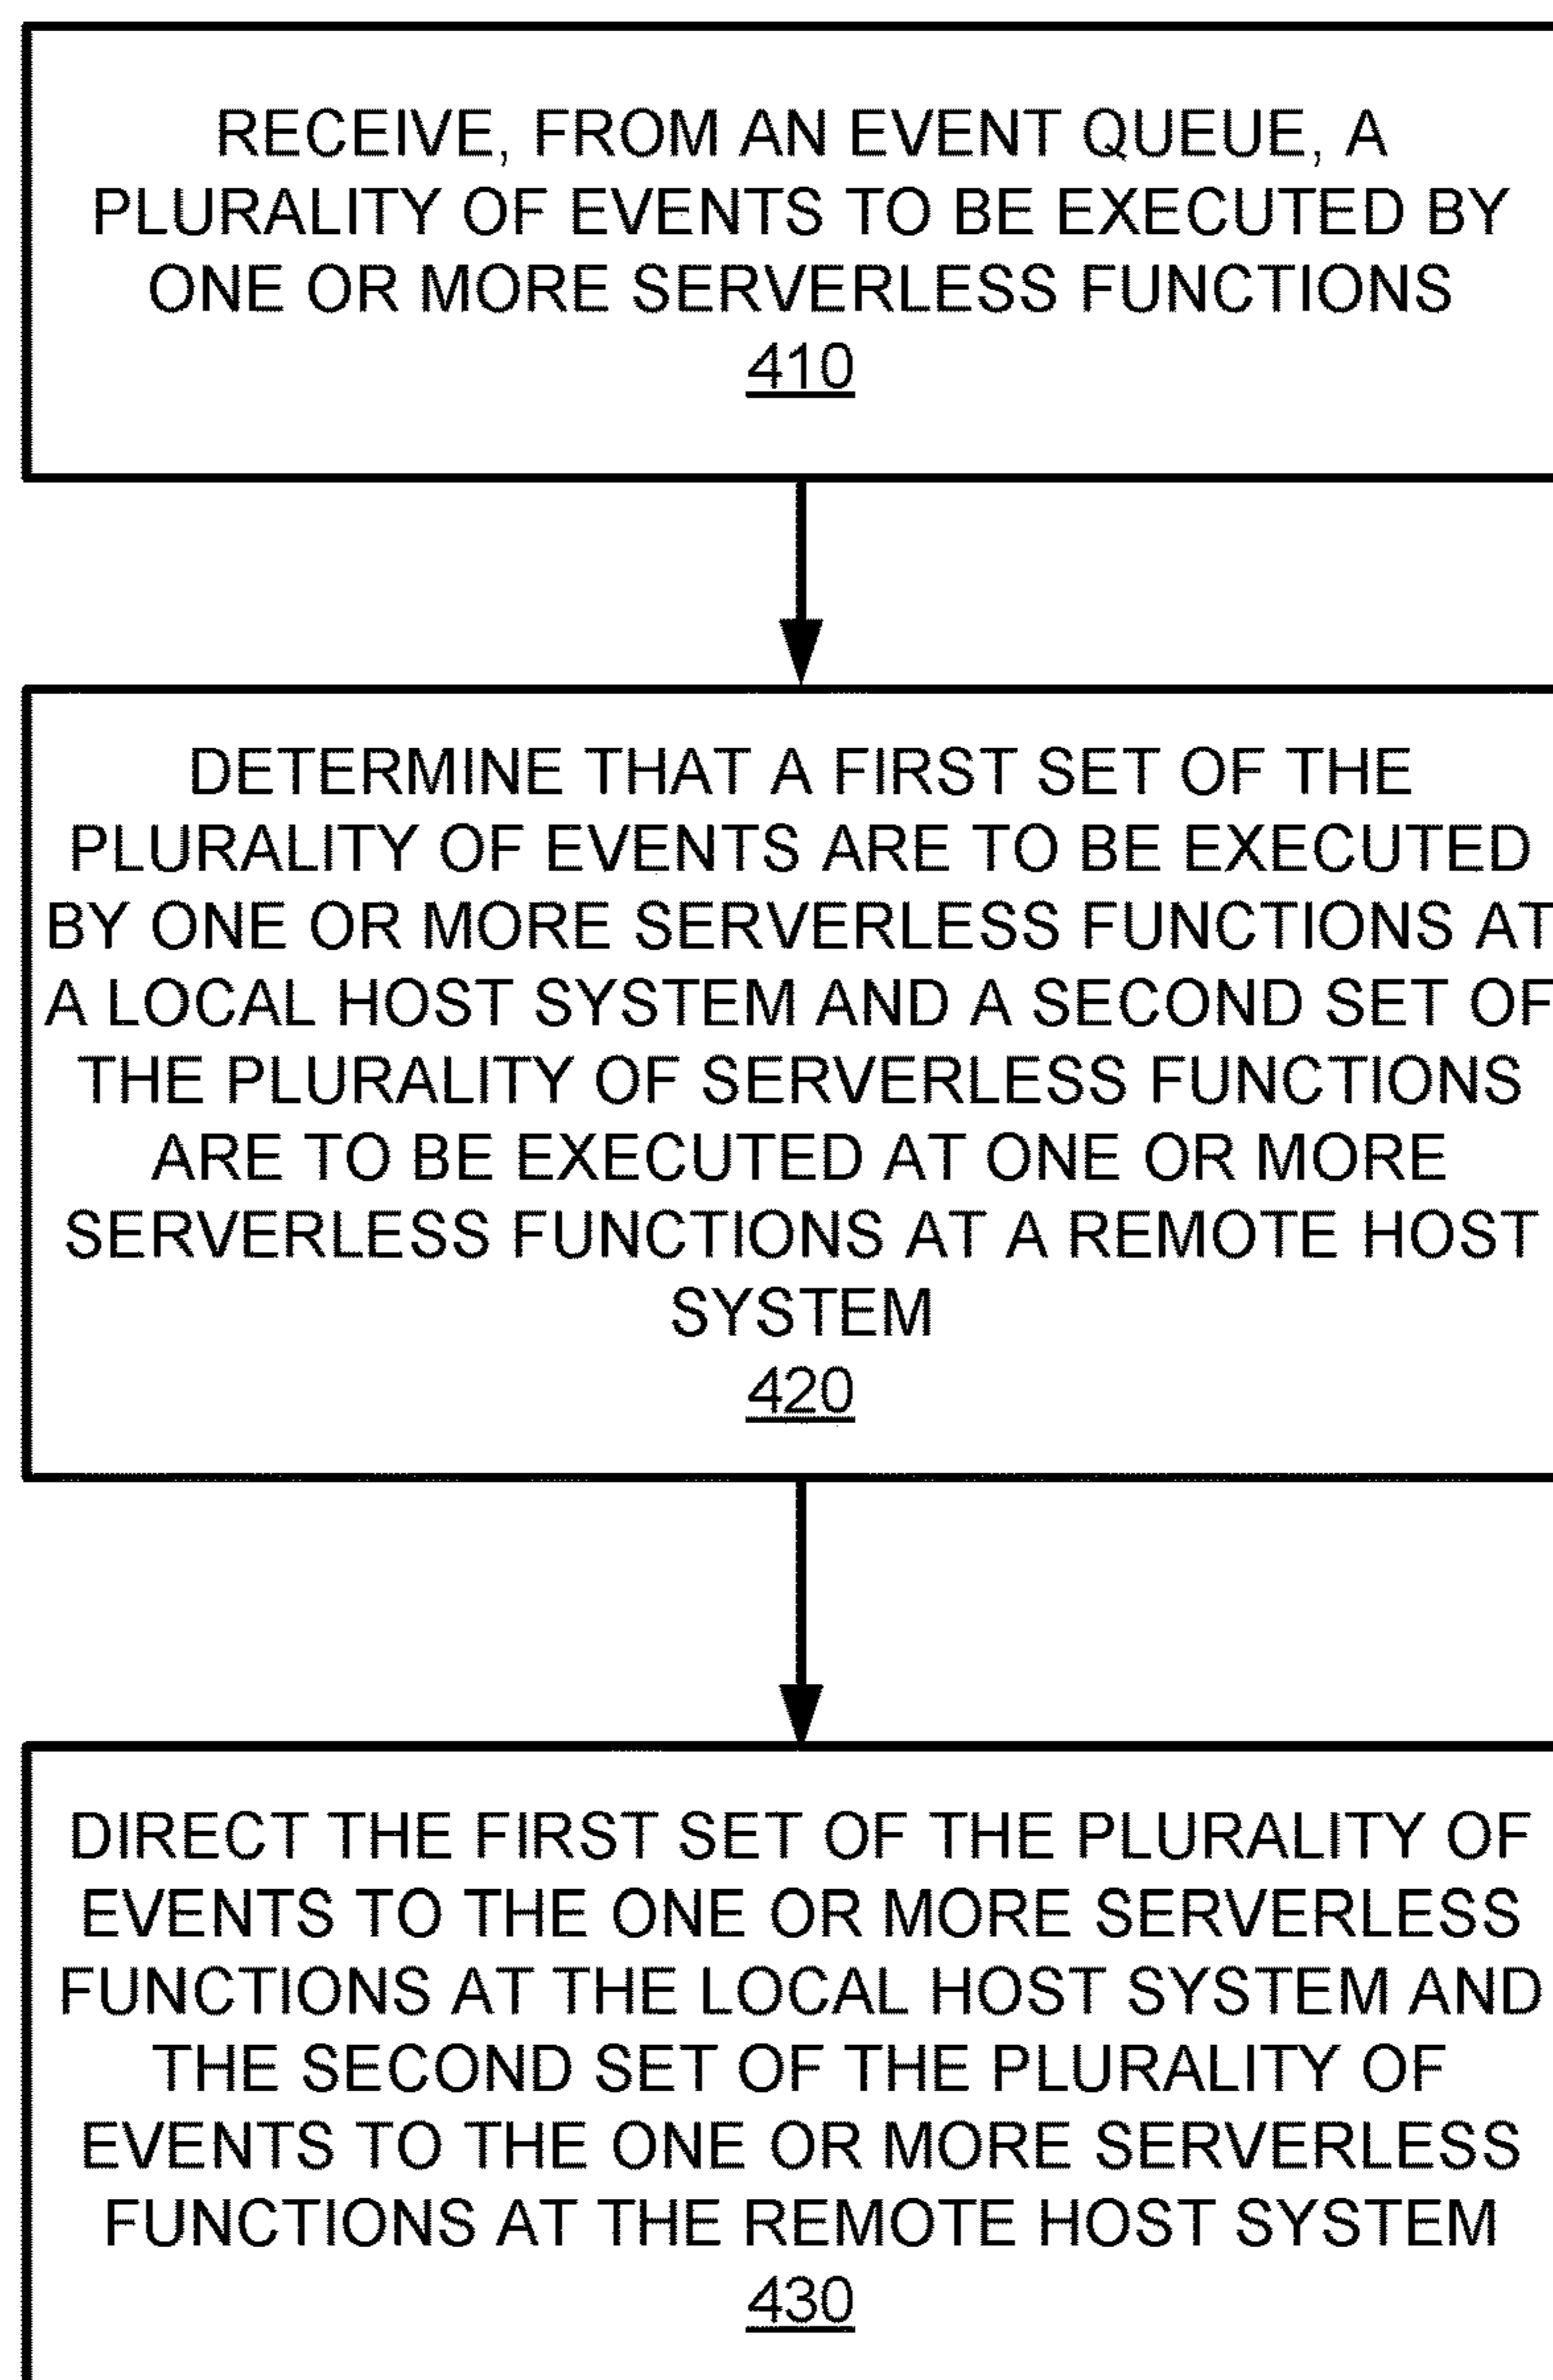 RECEIVE, FROM AN EVENT QUEUE, A
PLURALITY OF EVENTS TO BE EXECUTED BY
ONE OR MORE SERVERLESS FUNCTIONS
410
DETERMINE THAT A FIRST SET OF THE
PLURALITY OF EVENTS ARE TO BE EXECUTED
BY ONE OR MORE SERVERLESS FUNCTIONS AT
A LOCAL HOST SYSTEM AND A SECOND SET OF
THE PLURALITY OF SERVERLESS FUNCTIONS
ARE TO BE EXECUTED AT ONE OR MORE
SERVERLESS FUNCTIONS AT A REMOTE HOST
SYSTEM
420
DIRECT THE FIRST SET OF THE PLURALITY OF
EVENTS TO THE ONE OR MORE SERVERLESS
FUNCTIONS AT THE LOCAL HOST SYSTEM AND
THE SECOND SET OF THE PLURALITY OF
EVENTS TO THE ONE OR MORE SERVERLESS
FUNCTIONS AT THE REMOTE HOST SYSTEM
430